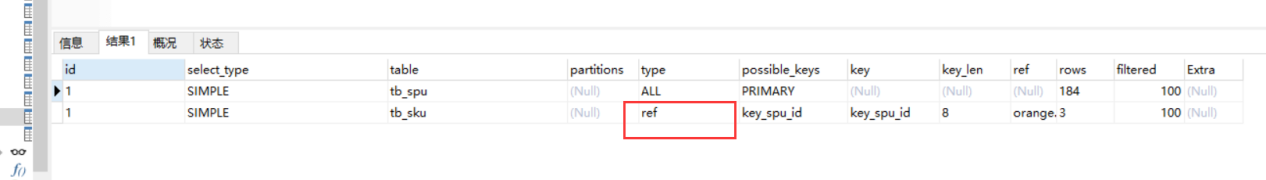 信息 结果1 概况 状态
id select_type table partitions type possible_keys key key_len ref rows filtered Extra
1 SIMPLE tb_spu (Null) ALL PRIMARY (Null) (Null) (Null) 184 100 (Null)
1 SIMPLE tb_sku (Null) ref key_spu_id key_spu_id 8 orange. 3 100 (Null)
f()